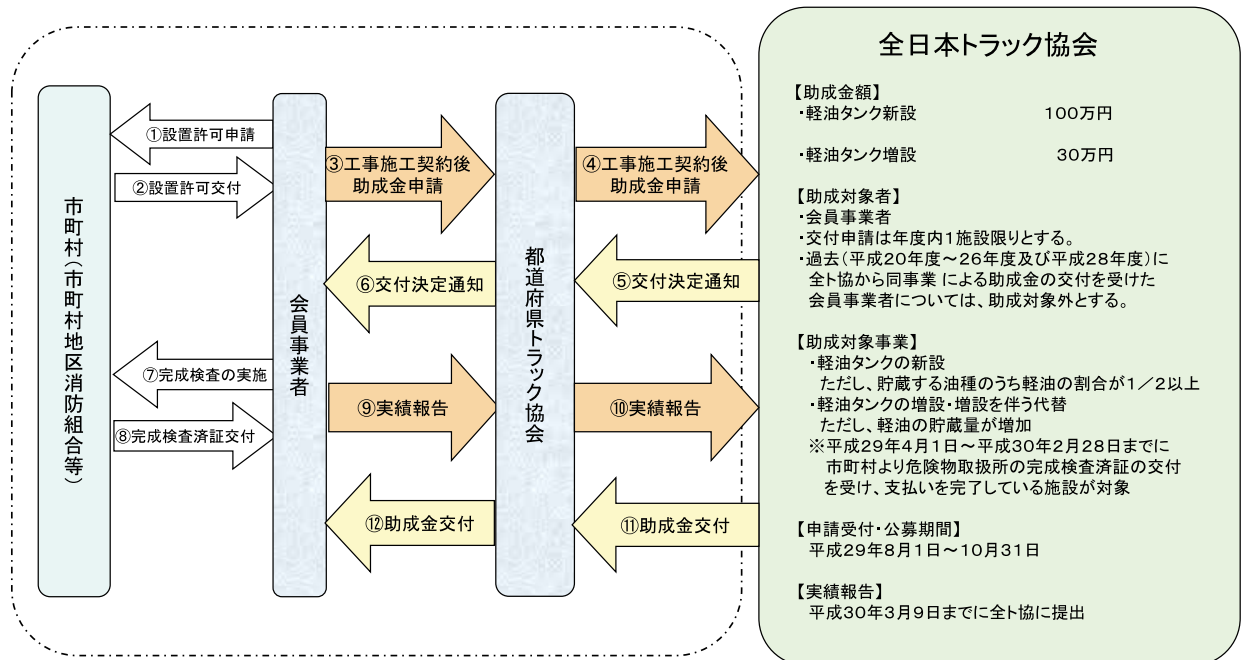 市町村（市町村地区消防組合等）
①設置許可申請
②設置許可交付
⑦完成検査の実施
⑧完成検査済証交付
会員事業者
③工事施工契約後
助成金申請
⑥交付決定通知
⑨実績報告
⑫助成金交付
都道府県トラック協会
④工事施工契約後
助成金申請
⑤交付決定通知
⑩実績報告
⑪助成金交付
全日本トラック協会
【助成金額】
・軽油タンク新設 100万円
・軽油タンク増設 30万円
【助成対象者】
・会員事業者
・交付申請は年度内1施設限りとする。
・過去（平成20年度～26年度及び平成28年度）に
全ト協から同事業 による助成金の交付を受けた
会員事業者については、助成対象外とする。
【助成対象事業】
・軽油タンクの新設
ただし、貯蔵する油種のうち軽油の割合が1／2以上
・軽油タンクの増設・増設を伴う代替
ただし、軽油の貯蔵量が増加
※平成29年4月1日～平成30年2月28日までに
市町村より危険物取扱所の完成検査済証の交付
を受け、支払いを完了している施設が対象
【申請受付・公募期間】
平成29年8月1日～10月31日
【実績報告】
平成30年3月9日までに全ト協に提出